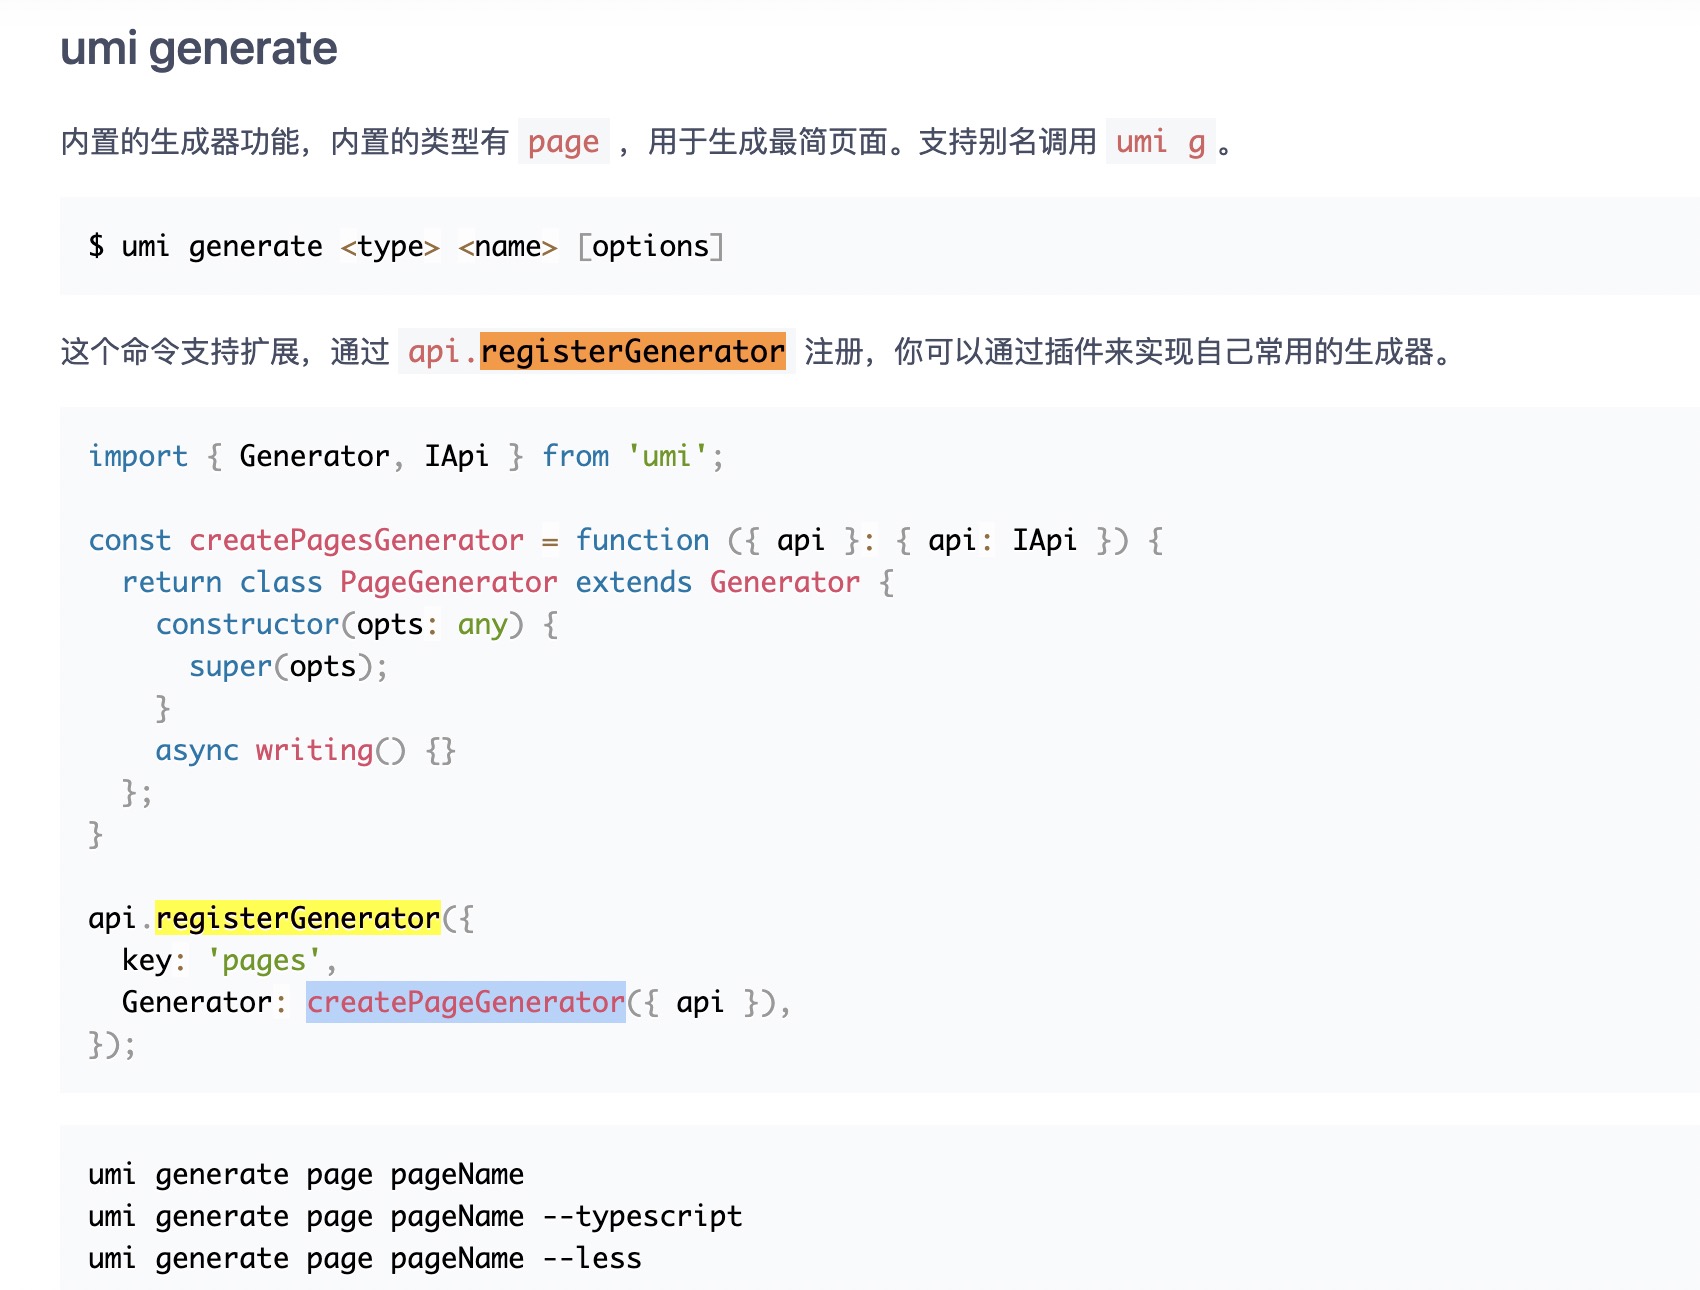 umi generate
内置的生成器功能，内置的类型有 page ，用于生成最简页面。支持别名调用 umi g 。
$ umi generate <type> <name> [options]
这个命令支持扩展，通过 api.registerGenerator 注册，你可以通过插件来实现自己常用的生成器。
import { Generator, IApi } from 'umi';
const createPagesGenerator = function ({ api }: { api: IApi }) {
  return class PageGenerator extends Generator {
    constructor(opts: any) {
      super(opts);
    }
    async writing() {}
  };
}
api.registerGenerator({
  key: 'pages',
  Generator: createPageGenerator({ api }),
});
umi generate page pageName
umi generate page pageName --typescript
umi generate page pageName --less